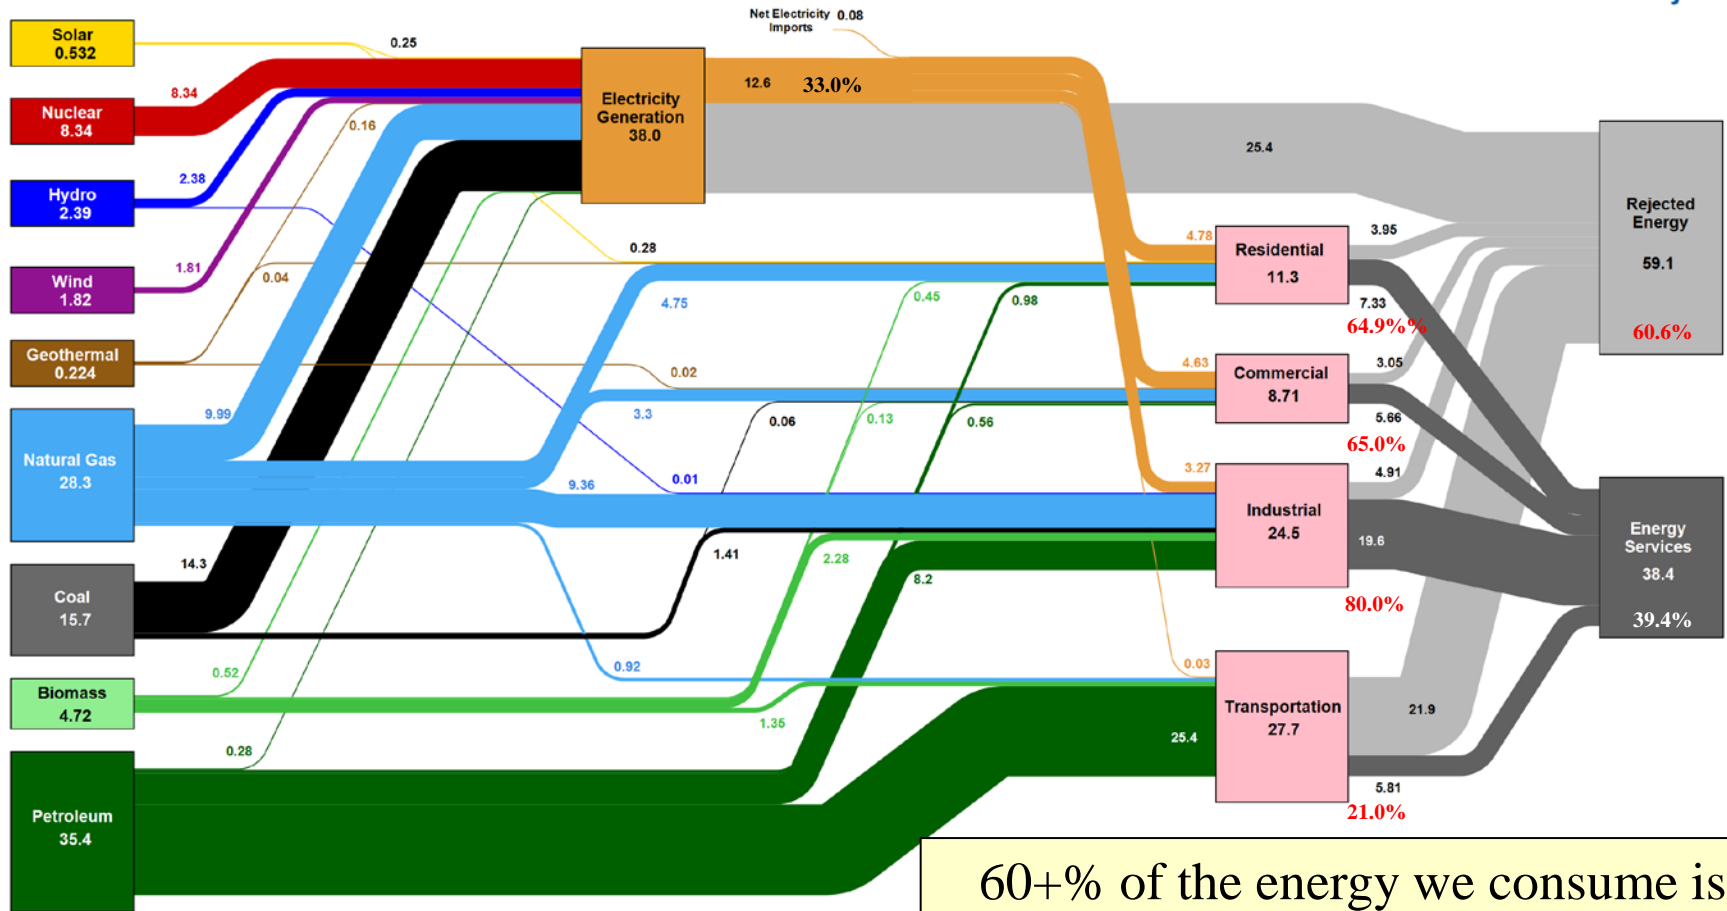 Net Electricity 0.08
Imports
Solar
0.532
0.25
8.34
Nuclear
8.34
0.16
2.38
Hydro
2.39
1.81
Wind
1.82
0.04
Geothermal
0.224
9.99
Natural Gas
28.3
14.3
Coal
15.7
0.52
Biomass
4.72
0.28
Petroleum
35.4
Electricity
Generation
38.0
12.6
33.0%
25.4
0.28
4.75
0.45
0.98
0.02
3.3
0.06
0.13
0.56
9.36
0.01
1.41
2.28
8.2
0.92
1.35
25.4
4.78
Residential
11.3
3.95
7.33
64.9%%
4.63
Commercial
8.71
3.05
5.66
65.0%
3.27
Industrial
24.5
4.91
19.6
80.0%
0.03
Transportation
27.7
21.9
5.81
21.0%
Rejected
Energy
59.1
60.6%
Energy
Services
38.4
39.4%
60+% of the energy we consume is